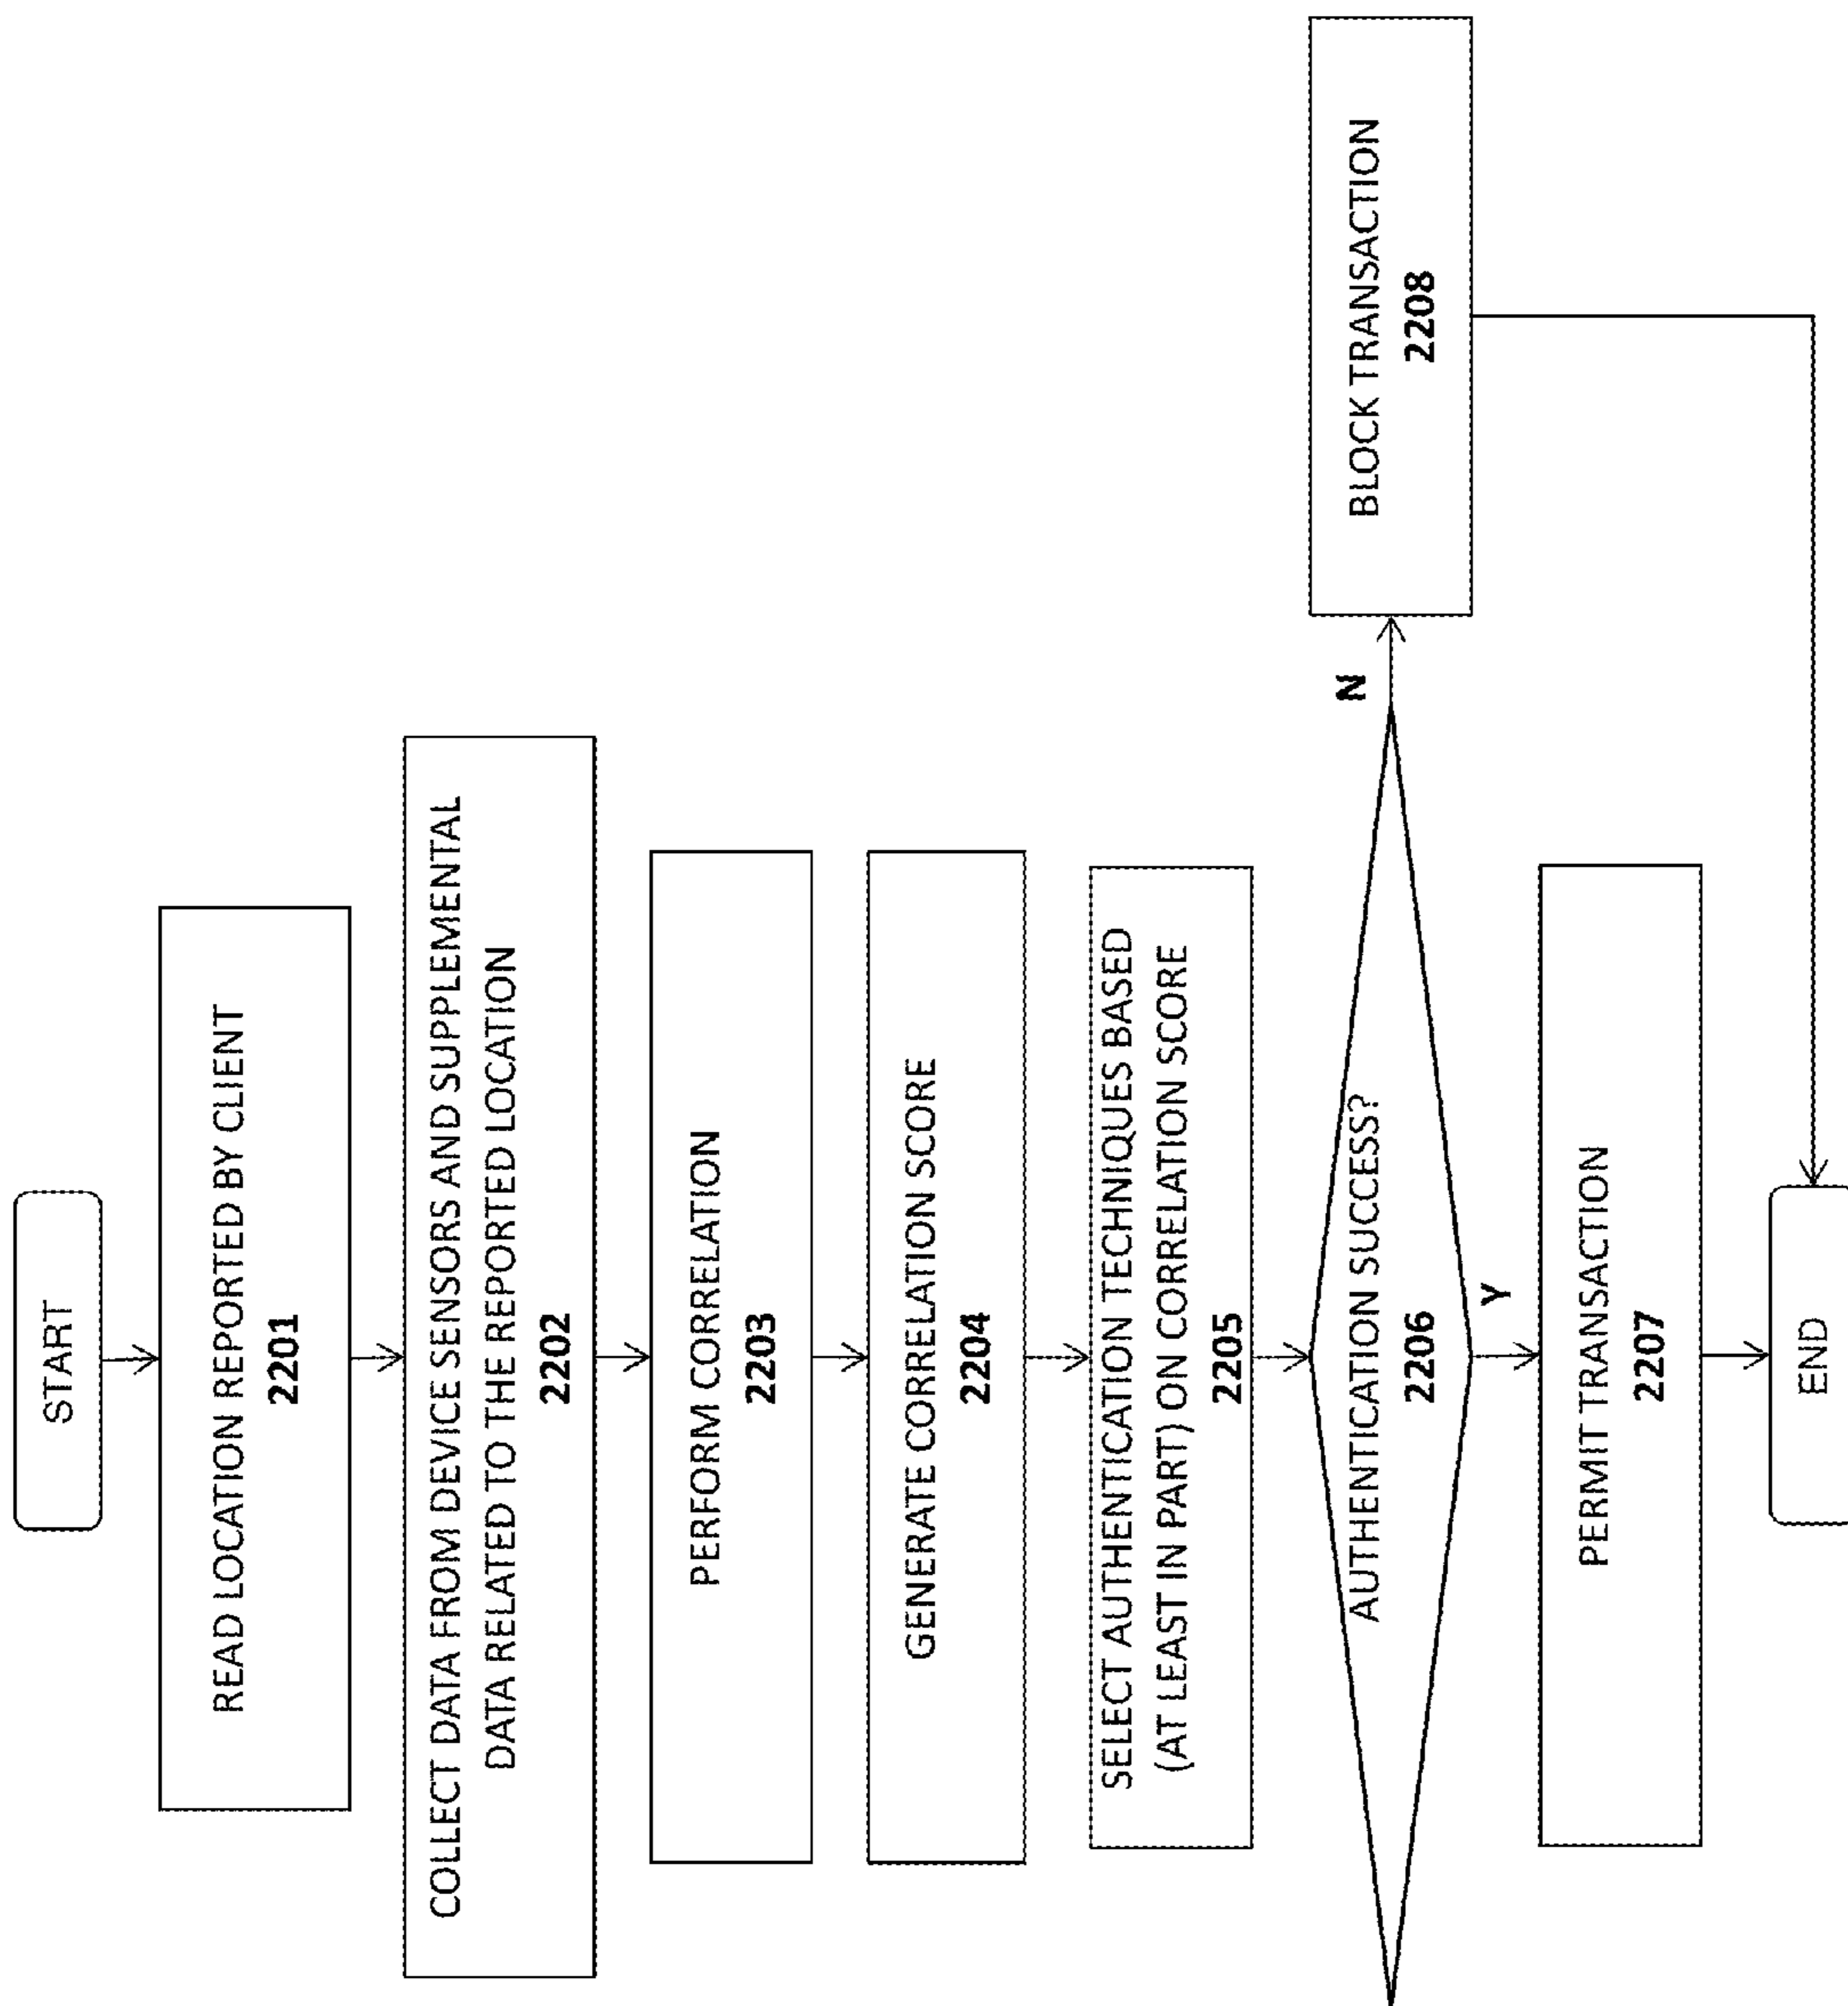 START
READ LOCATION REPORTED BY CLIENT
2201
COLLECT DATA FROM DEVICE SENSORS AND SUPPLEMENTAL
DATA RELATED TO THE REPORTED LOCATION
2202
PERFORM CORRELATION
2203
GENERATE CORRELATION SCORE
2204
SELECT AUTHENTICATION TECHNIQUES BASED
(AT LEAST IN PART) ON CORRELATION SCORE
2205
AUTHENTICATION SUCCESS?
2206
N
BLOCK TRANSACTION
2208
Y
PERMIT TRANSACTION
2207
END